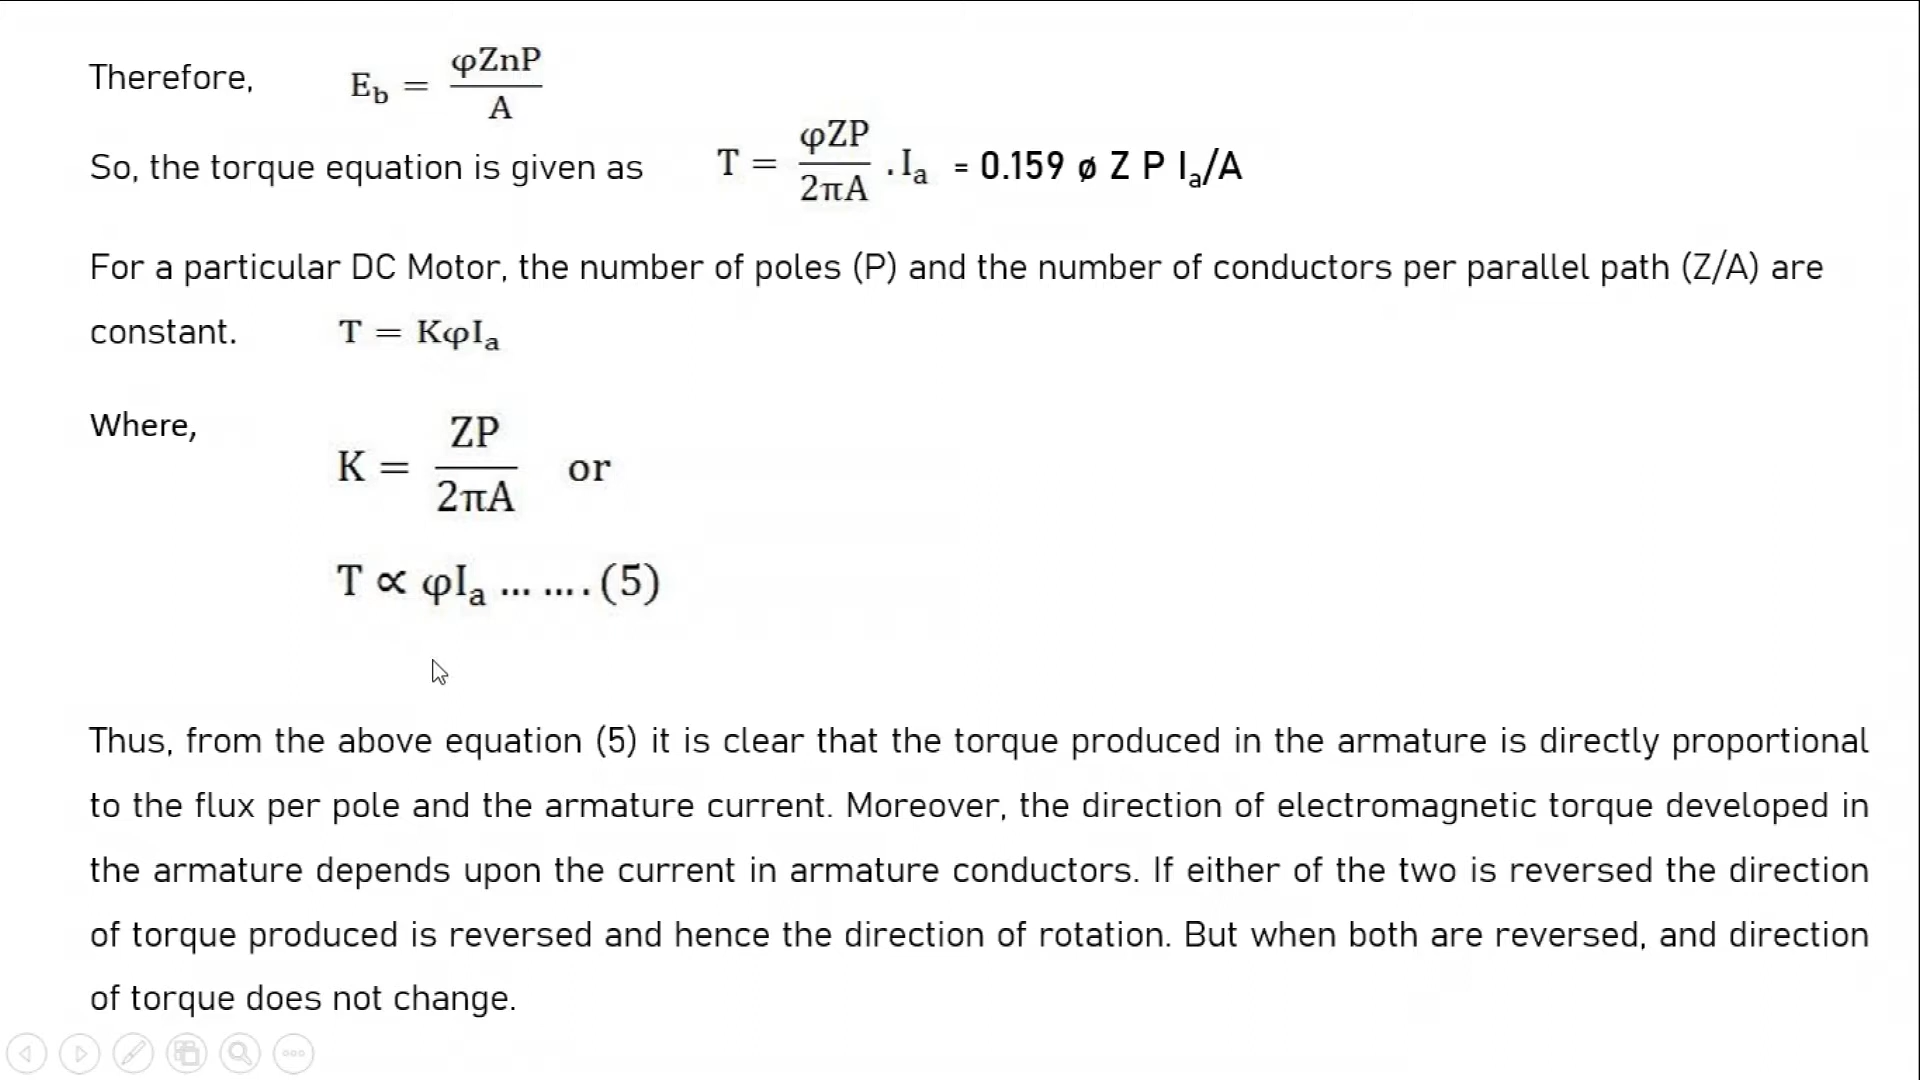 Therefore, E_b = φZnP / A
So, the torque equation is given as T = φZP / 2πA . I_a = 0.159 ø Z P I_a/A
For a particular DC Motor, the number of poles (P) and the number of conductors per parallel path (Z/A) are
constant. T = KφI_a
Where,
K = ZP / 2πA or
T ∝ φI_a … … . (5)
Thus, from the above equation (5) it is clear that the torque produced in the armature is directly proportional
to the flux per pole and the armature current. Moreover, the direction of electromagnetic torque developed in
the armature depends upon the current in armature conductors. If either of the two is reversed the direction
of torque produced is reversed and hence the direction of rotation. But when both are reversed, and direction
of torque does not change.